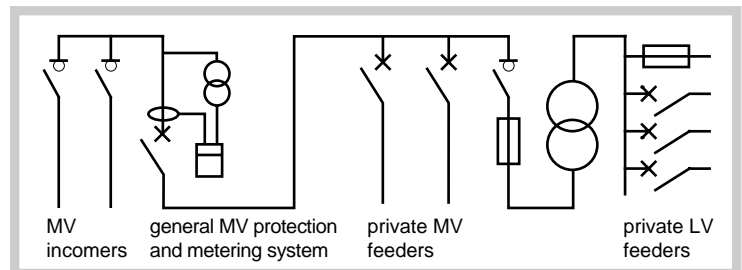 MV
incomers
general MV protection
and metering system
private MV
feeders
private LV
feeders